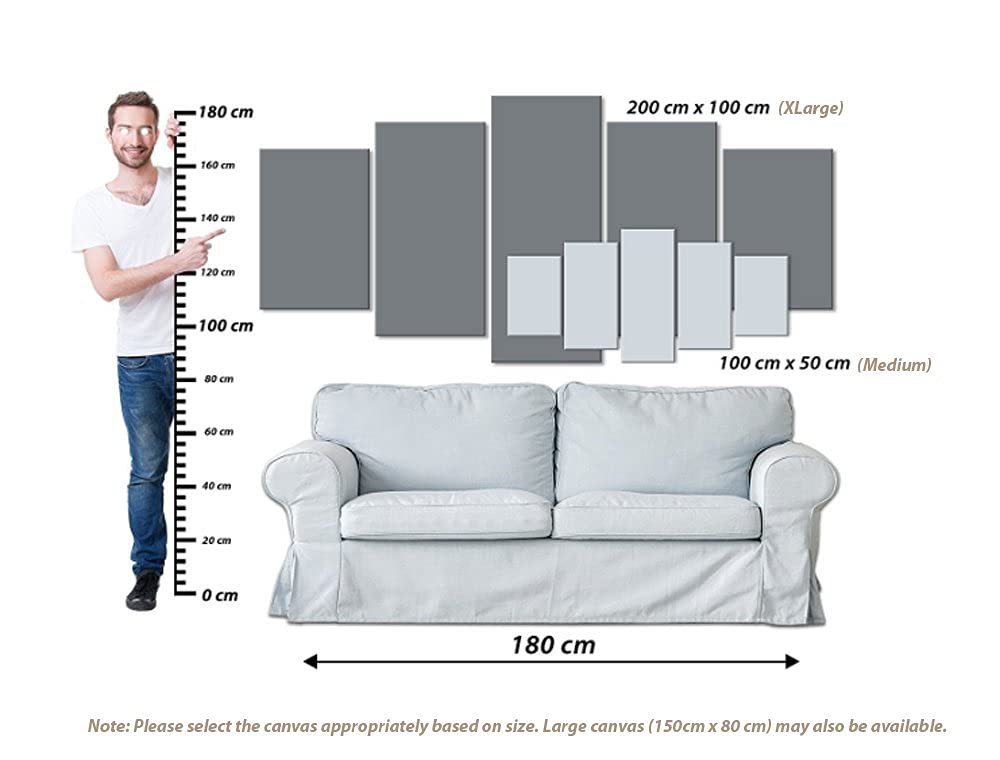 180 cm
160 cm
140 cm
120 cm
100 cm
80 cm
60 cm
40 cm
20 cm
0 cm
200 cm x 100 cm (XLarge)
100 cm x 50 cm (Medium)
180 cm
Note: Please select the canvas appropriately based on size. Large canvas (150cm x 80 cm) may also be available.